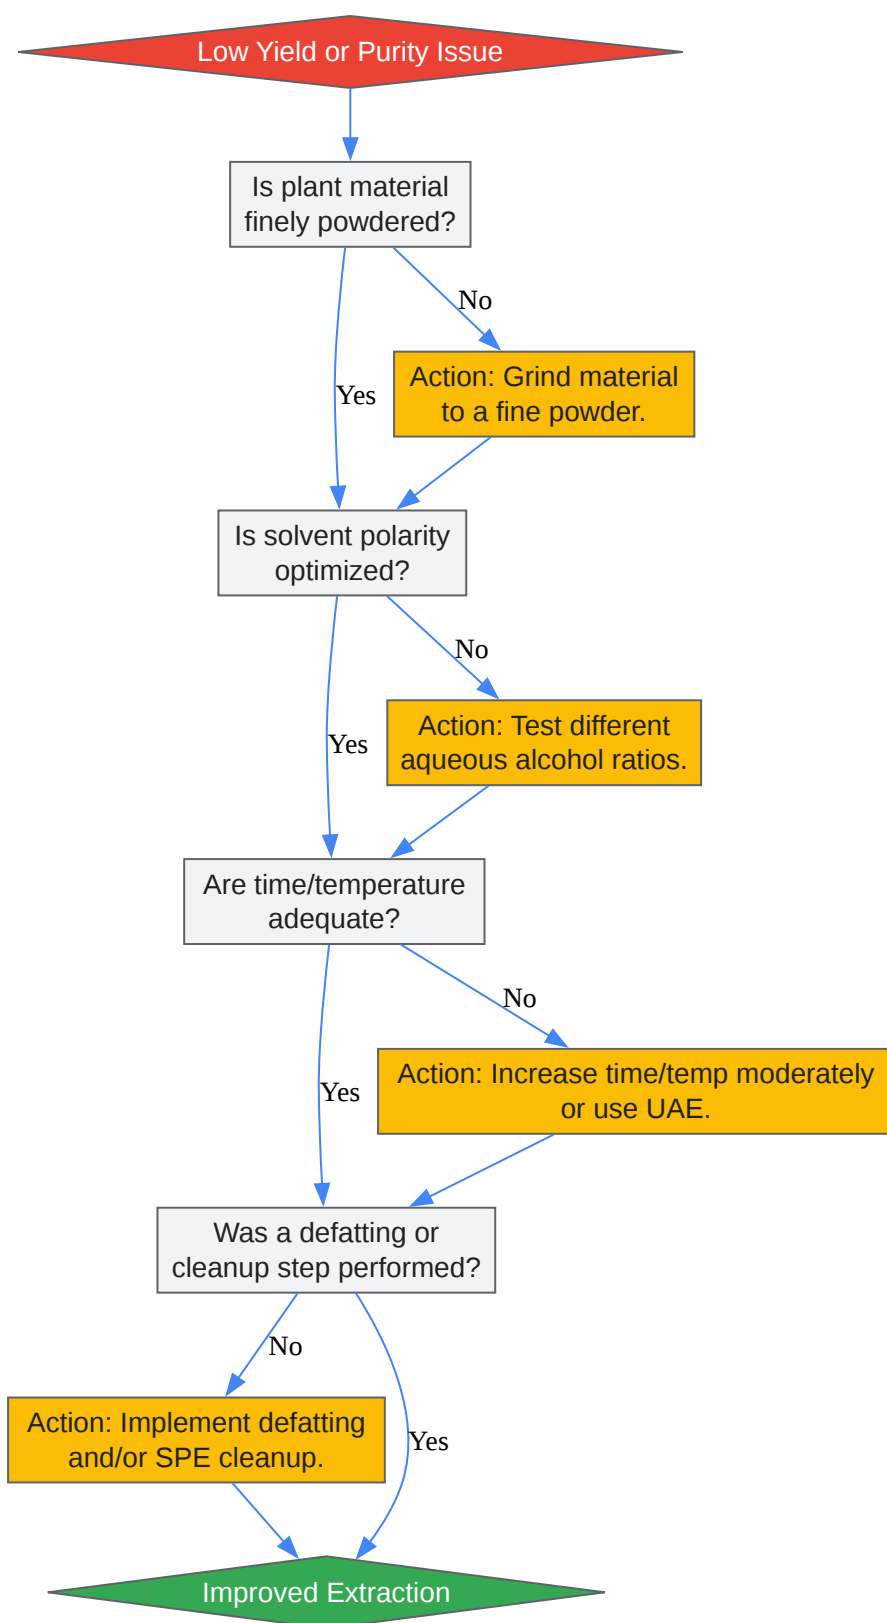 Low Yield or Purity Issue
Is plant material
finely powdered?
No
Yes
Action: Grind material
to a fine powder.
Is solvent polarity
optimized?
No
Yes
Action: Test different
aqueous alcohol ratios.
Are time/temperature
adequate?
No
Yes
Action: Increase time/temp moderately
or use UAE.
Was a defatting or
cleanup step performed?
No
Yes
Action: Implement defatting
and/or SPE cleanup.
Improved Extraction